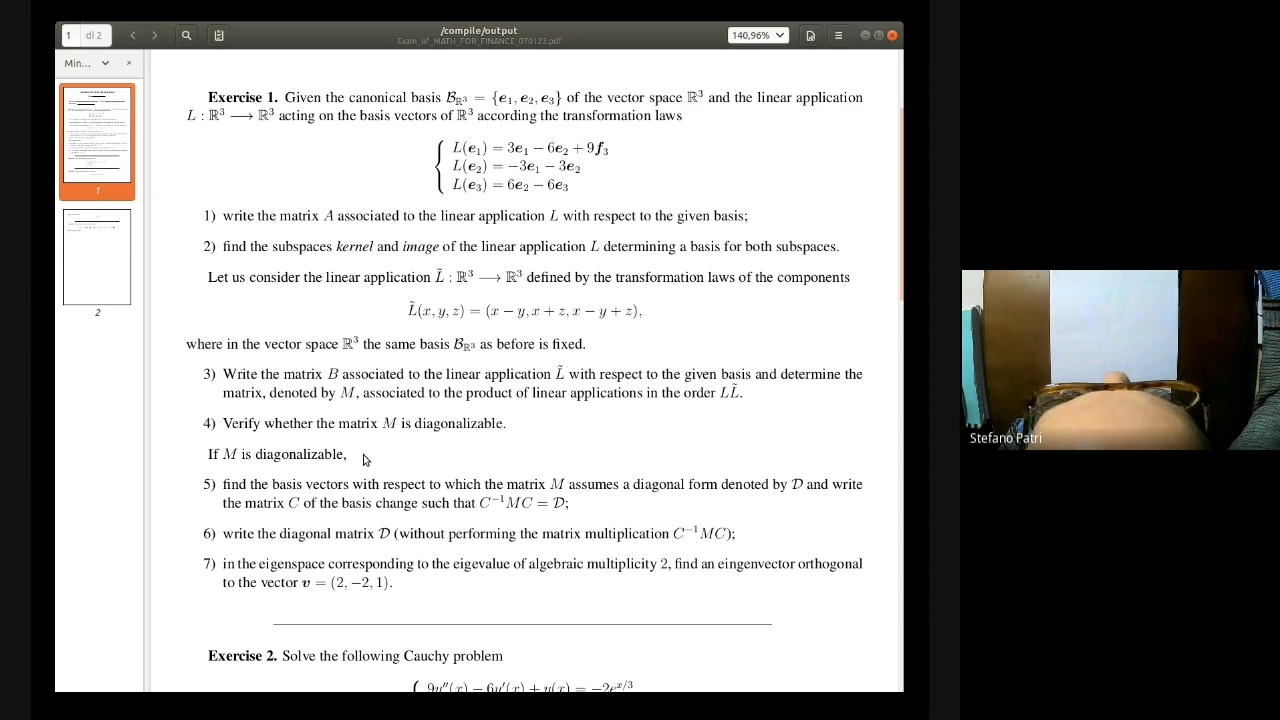 /compile/output
Exam_of_MATH_FOR_FINANCE_070123.pdf
1 di 2
140,96%
Min...
1
2
Exercise 1. Given the canonical basis ℬ_ℝ³ = {e₁, e₂, e₃} of the vector space ℝ³ and the linear application
L : ℝ³ ⟶ ℝ³ acting on the basis vectors of ℝ³ according the transformation laws
L(e₁) = 3e₁ − 6e₂ + 9f₃
L(e₂) = −3e₁ − 3e₂
L(e₃) = 6e₂ − 6e₃
1) write the matrix A associated to the linear application L with respect to the given basis;
2) find the subspaces kernel and image of the linear application L determining a basis for both subspaces.
Let us consider the linear application L̃ : ℝ³ ⟶ ℝ³ defined by the transformation laws of the components
L̃(x, y, z) = (x − y, x + z, x − y + z),
where in the vector space ℝ³ the same basis ℬ_ℝ³ as before is fixed.
3) Write the matrix B associated to the linear application L̃ with respect to the given basis and determine the
matrix, denoted by M, associated to the product of linear applications in the order LL̃.
4) Verify whether the matrix M is diagonalizable.
If M is diagonalizable,
5) find the basis vectors with respect to which the matrix M assumes a diagonal form denoted by 𝒟 and write
the matrix C of the basis change such that C⁻¹MC = 𝒟;
6) write the diagonal matrix 𝒟 (without performing the matrix multiplication C⁻¹MC);
7) in the eigenspace corresponding to the eigevalue of algebraic multiplicity 2, find an eingenvector orthogonal
to the vector v = (2, −2, 1).
Exercise 2. Solve the following Cauchy problem
9y″(x) − 6y′(x) + y(x) = −2e^{x/3}
Stefano Patri